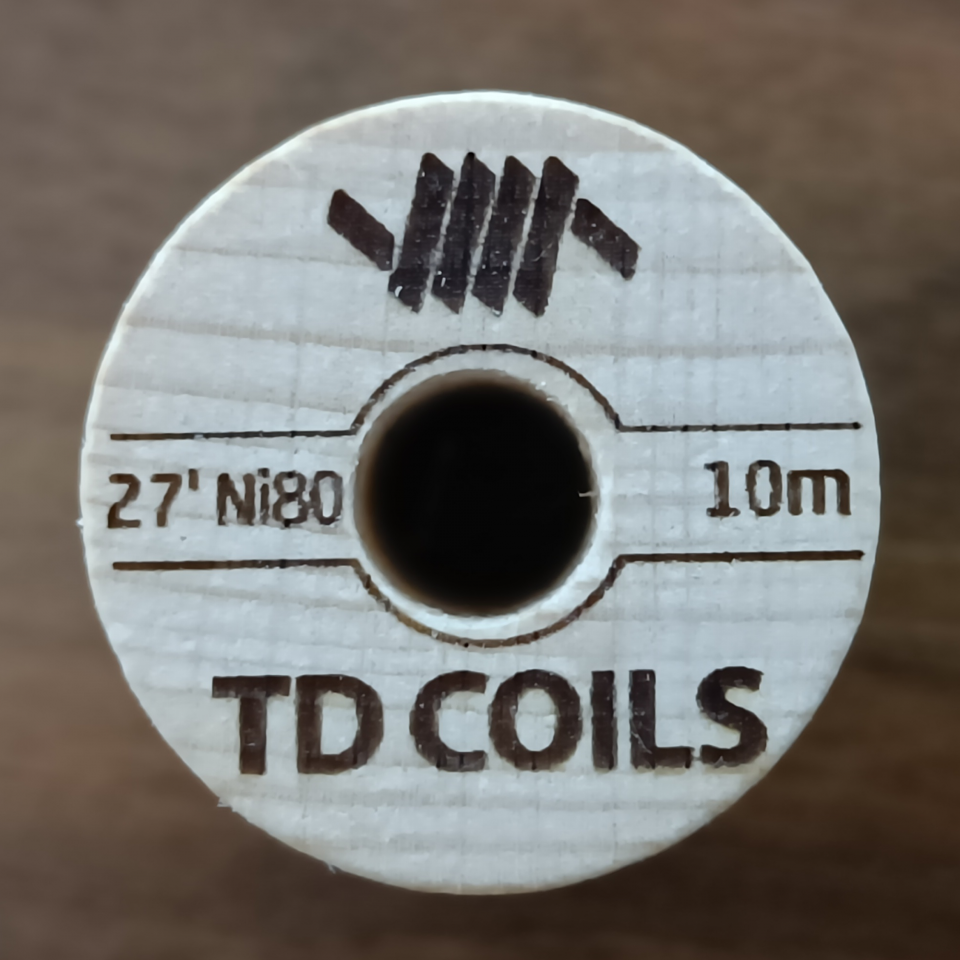 27' Ni80 10m
TD COILS